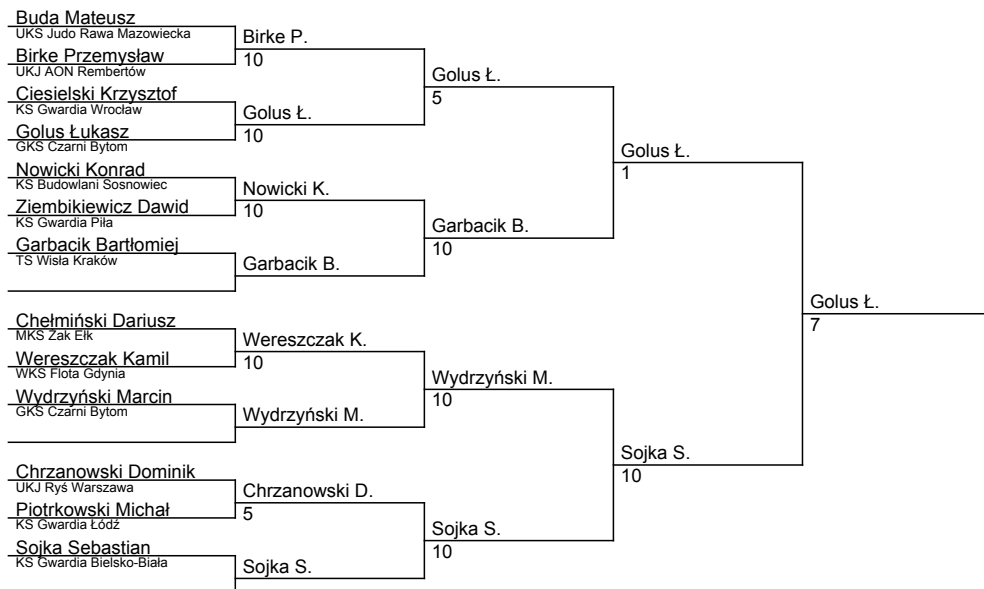 Buda Mateusz
UKS Judo Rawa Mazowiecka
Birke Przemysław
UKJ AON Rembertów
Ciesielski Krzysztof
KS Gwardia Wrocław
Golus Łukasz
GKS Czarni Bytom
Nowicki Konrad
KS Budowlani Sosnowiec
Ziembikiewicz Dawid
KS Gwardia Piła
Garbacik Bartłomiej
TS Wisła Kraków
Chełmiński Dariusz
MKS Żak Ełk
Wereszczak Kamil
WKS Flota Gdynia
Wydrzyński Marcin
GKS Czarni Bytom
Chrzanowski Dominik
UKJ Ryś Warszawa
Piotrkowski Michał
KS Gwardia Łódź
Sojka Sebastian
KS Gwardia Bielsko-Biała
Birke P.
10
Golus Ł.
10
Nowicki K.
10
Garbacik B.
Wereszczak K.
10
Wydrzyński M.
Chrzanowski D.
5
Sojka S.
Golus Ł.
5
Garbacik B.
10
Wydrzyński M.
10
Sojka S.
10
Golus Ł.
1
Sojka S.
10
Golus Ł.
7